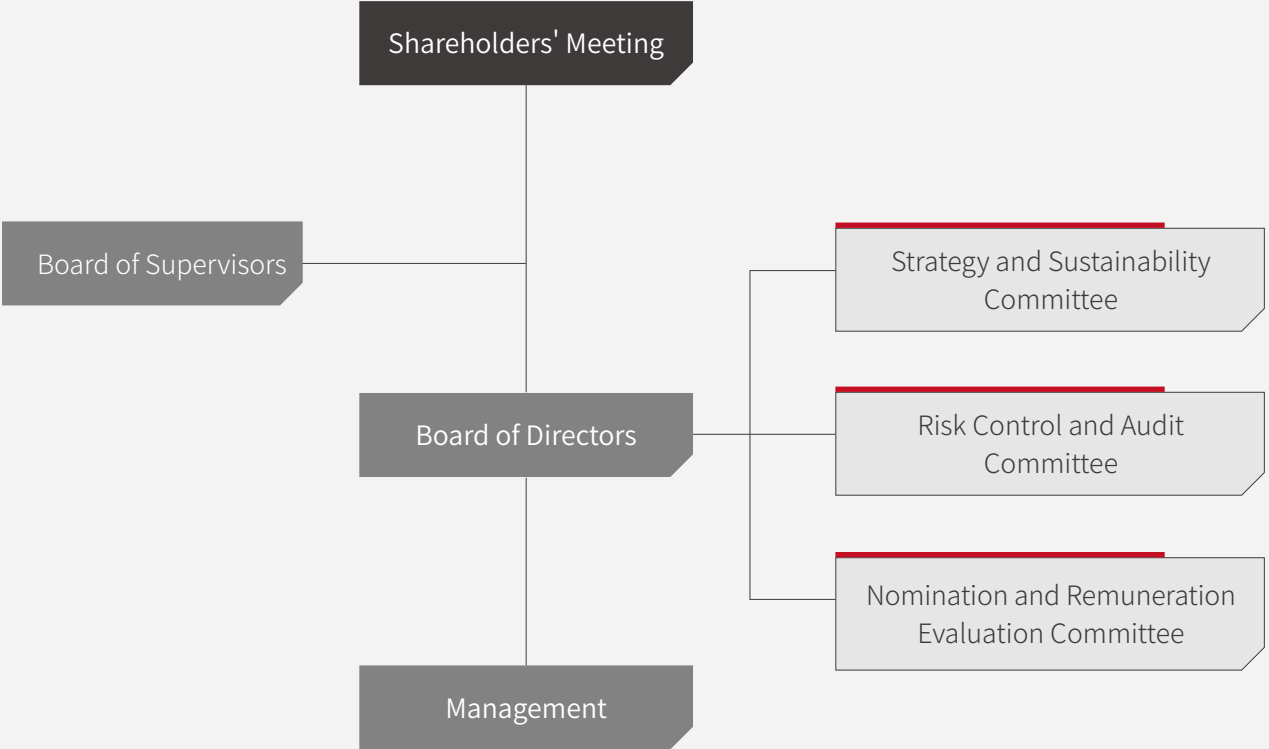 Shareholders' Meeting
Board of Supervisors
Strategy and Sustainability
Committee
Board of Directors
Risk Control and Audit
Committee
Nomination and Remuneration
Evaluation Committee
Management